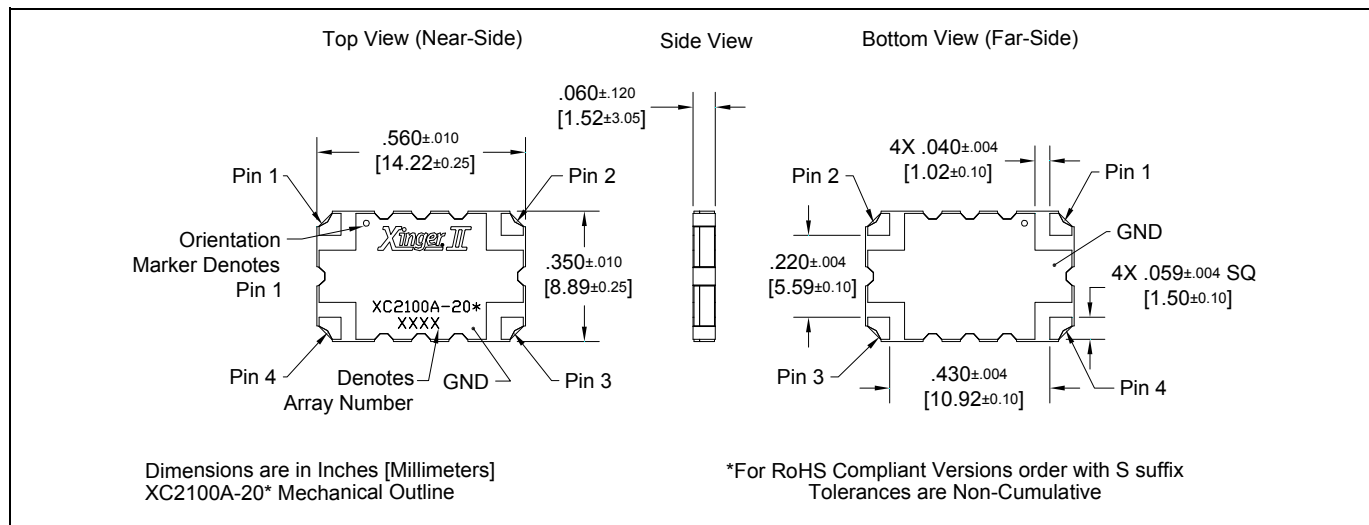 Top View (Near-Side)
Side View
Bottom View (Far-Side)
.560±.010
[14.22±0.25]
Pin 1
Pin 2
Orientation
Marker Denotes
Pin 1
Xinger II
.350±.010
[8.89±0.25]
XC2100A-20*
XXXX
Pin 4
Denotes
Array Number
GND
Pin 3
.060±.120
[1.52±3.05]
4X .040±.004
[1.02±0.10]
Pin 2
Pin 1
GND
.220±.004
[5.59±0.10]
4X .059±.004 SQ
[1.50±0.10]
Pin 3
.430±.004
[10.92±0.10]
Pin 4
Dimensions are in Inches [Millimeters]
XC2100A-20* Mechanical Outline
*For RoHS Compliant Versions order with S suffix
Tolerances are Non-Cumulative